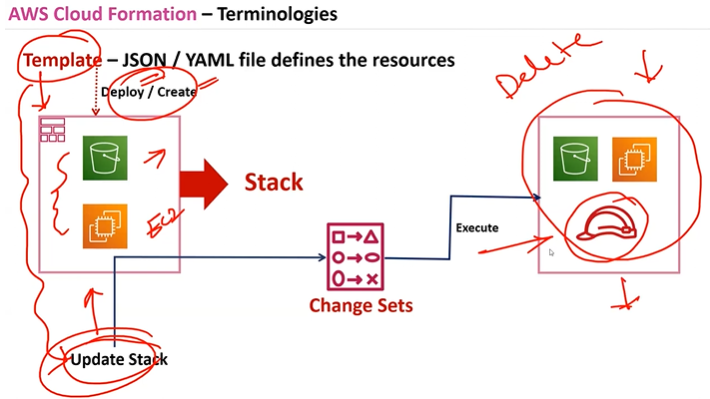 AWS Cloud Formation – Terminologies
Template – JSON / YAML file defines the resources
Delete
Deploy / Create
Stack
EC2
Execute
Change Sets
Update Stack